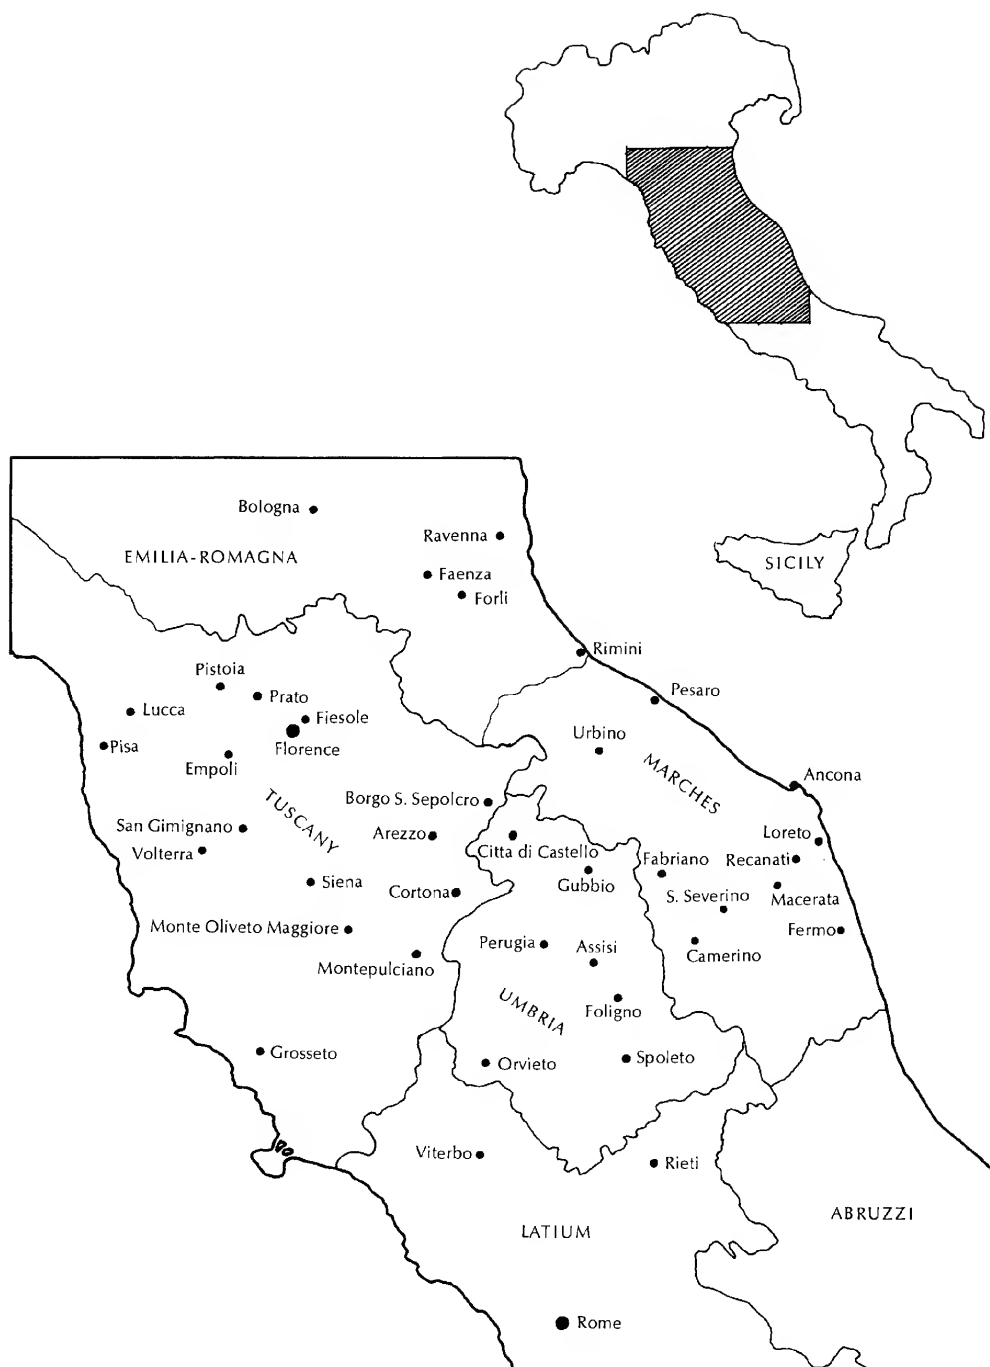 SICILY
Bologna
Ravenna
EMILIA-ROMAGNA
Faenza
Forli
Rimini
Pistoia
Pesaro
Prato
Lucca
Fiesole
Urbino
Pisa
Florence
Empoli
MARCHES
Ancona
TUSCANY
Borgo S. Sepolcro
San Gimignano
Arezzo
Loreto
Volterra
Citta di Castello
Fabriano
Recanati
Siena
Gubbio
Cortona
S. Severino
Macerata
Monte Oliveto Maggiore
Fermo
Perugia
Assisi
Camerino
Montepulciano
UMBRIA
Foligno
Grosseto
Orvieto
Spoleto
Viterbo
Rieti
ABRUZZI
LATIUM
Rome